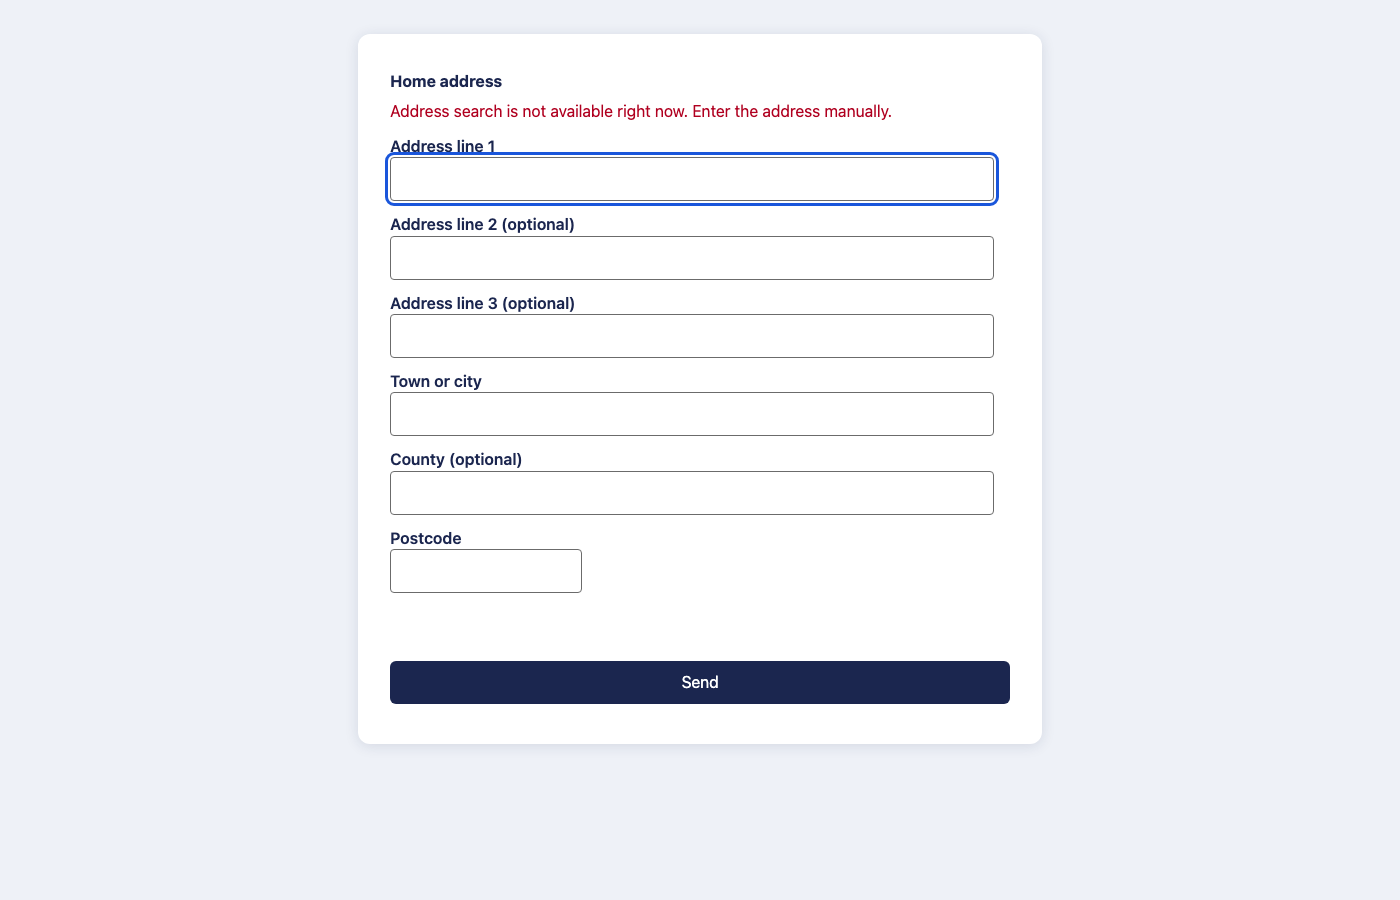 Home address
Address search is not available right now. Enter the address manually.
Address line 1
Address line 2 (optional)
Address line 3 (optional)
Town or city
County (optional)
Postcode
Send